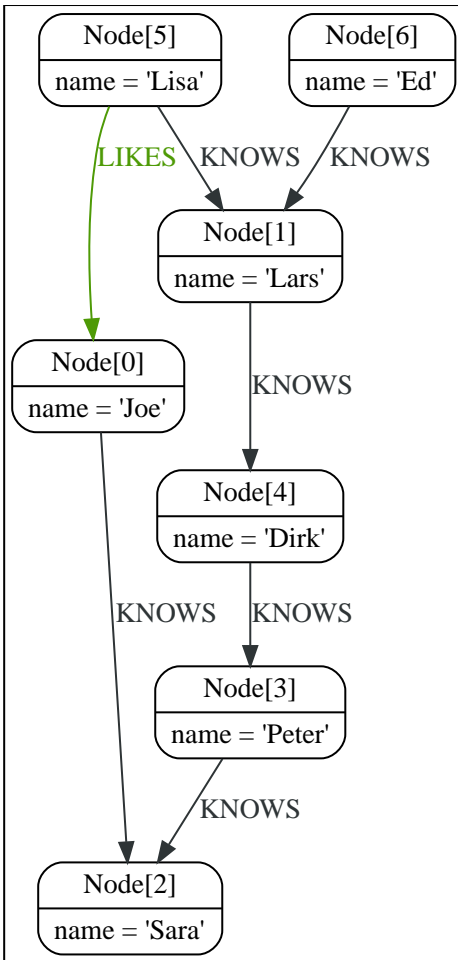 Node[5]
name = 'Lisa'
Node[6]
name = 'Ed'
LIKES
KNOWS
KNOWS
Node[1]
name = 'Lars'
Node[0]
name = 'Joe'
KNOWS
Node[4]
name = 'Dirk'
KNOWS
KNOWS
Node[3]
name = 'Peter'
KNOWS
Node[2]
name = 'Sara'